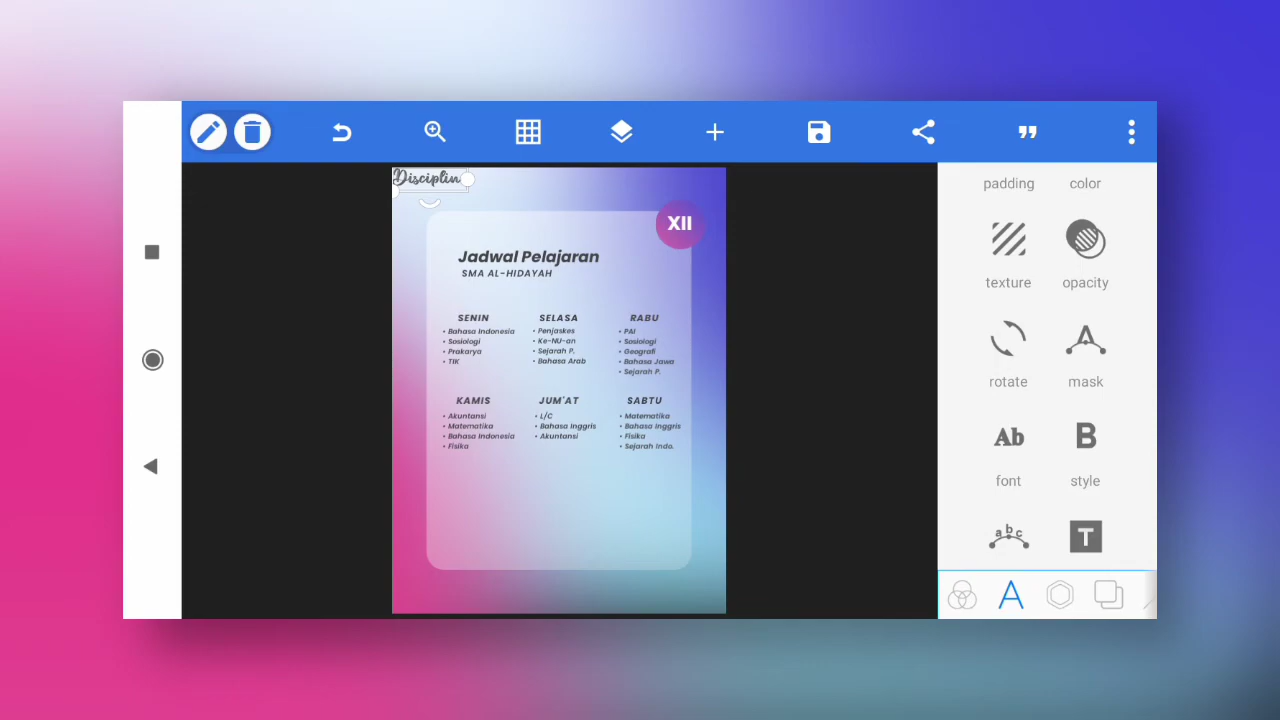 Disciplin
XII
Jadwal Pelajaran
SMA AL-HIDAYAH
SENIN
• Bahasa Indonesia
• Sosiologi
• Prakarya
• TIK
SELASA
• Penjaskes
• Ke-NU-an
• Sejarah P.
• Bahasa Arab
RABU
• PAI
• Sosiologi
• Geografi
• Bahasa Jawa
• Sejarah P.
KAMIS
• Akuntansi
• Matematika
• Bahasa Indonesia
• Fisika
JUM'AT
• L/C
• Bahasa Inggris
• Akuntansi
SABTU
• Matematika
• Bahasa Inggris
• Fisika
• Sejarah Indo.
padding
color
texture
opacity
rotate
mask
Ab
font
B
style
abc
T
A